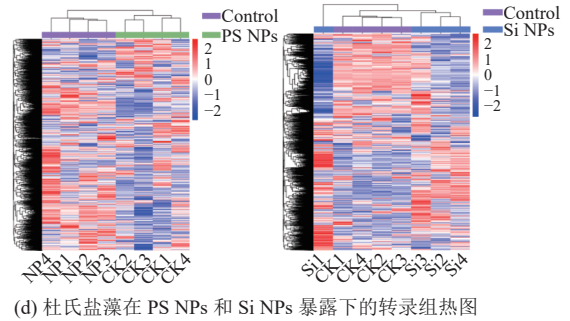 Control
PS NPs
2
1
0
−1
−2
NP4 NP1 NP2 NP3 CK2 CK3 CK1 CK4
Control
Si NPs
2
1
0
−1
−2
Si1 CK1 CK4 CK2 CK3 Si3 Si2 Si4
(d) 杜氏盐藻在 PS NPs 和 Si NPs 暴露下的转录组热图